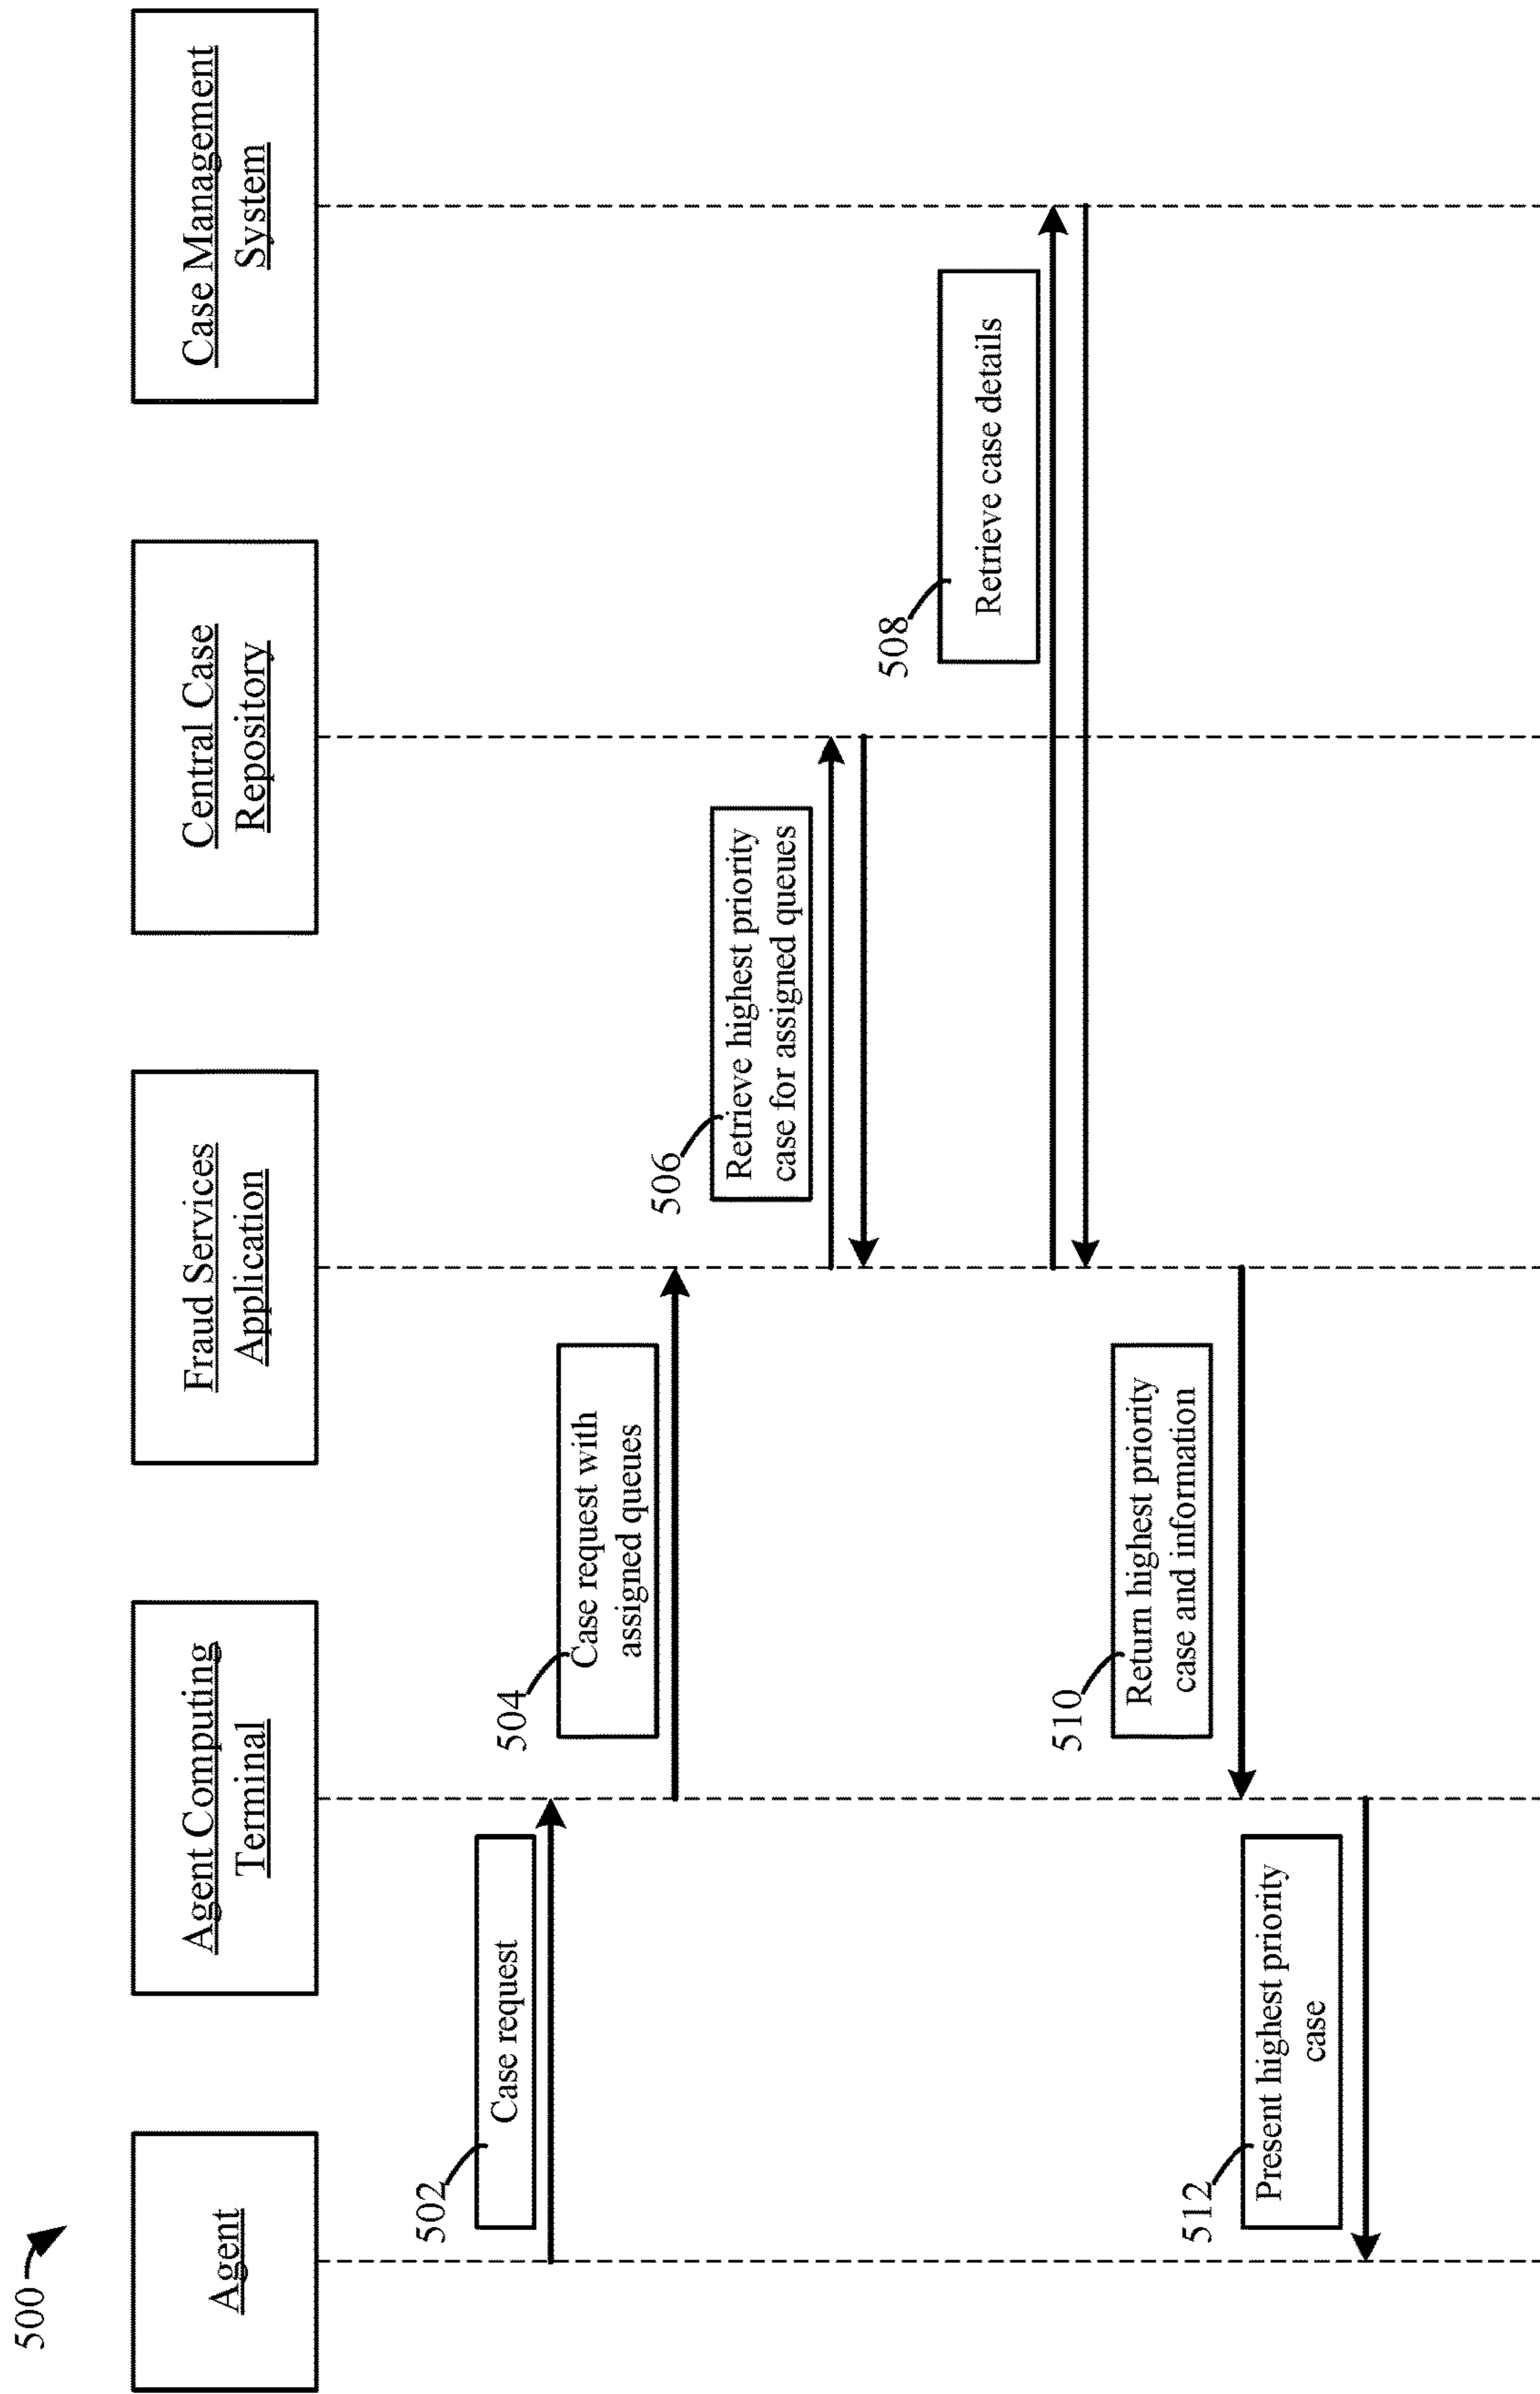 500
Agent
Agent Computing
Terminal
Fraud Services
Application
Central Case
Repository
Case Management
System
502
Case request
504
Case request with
assigned queues
506
Retrieve highest priority
case for assigned queues
508
Retrieve case details
510
Return highest priority
case and information
512
Present highest priority
case